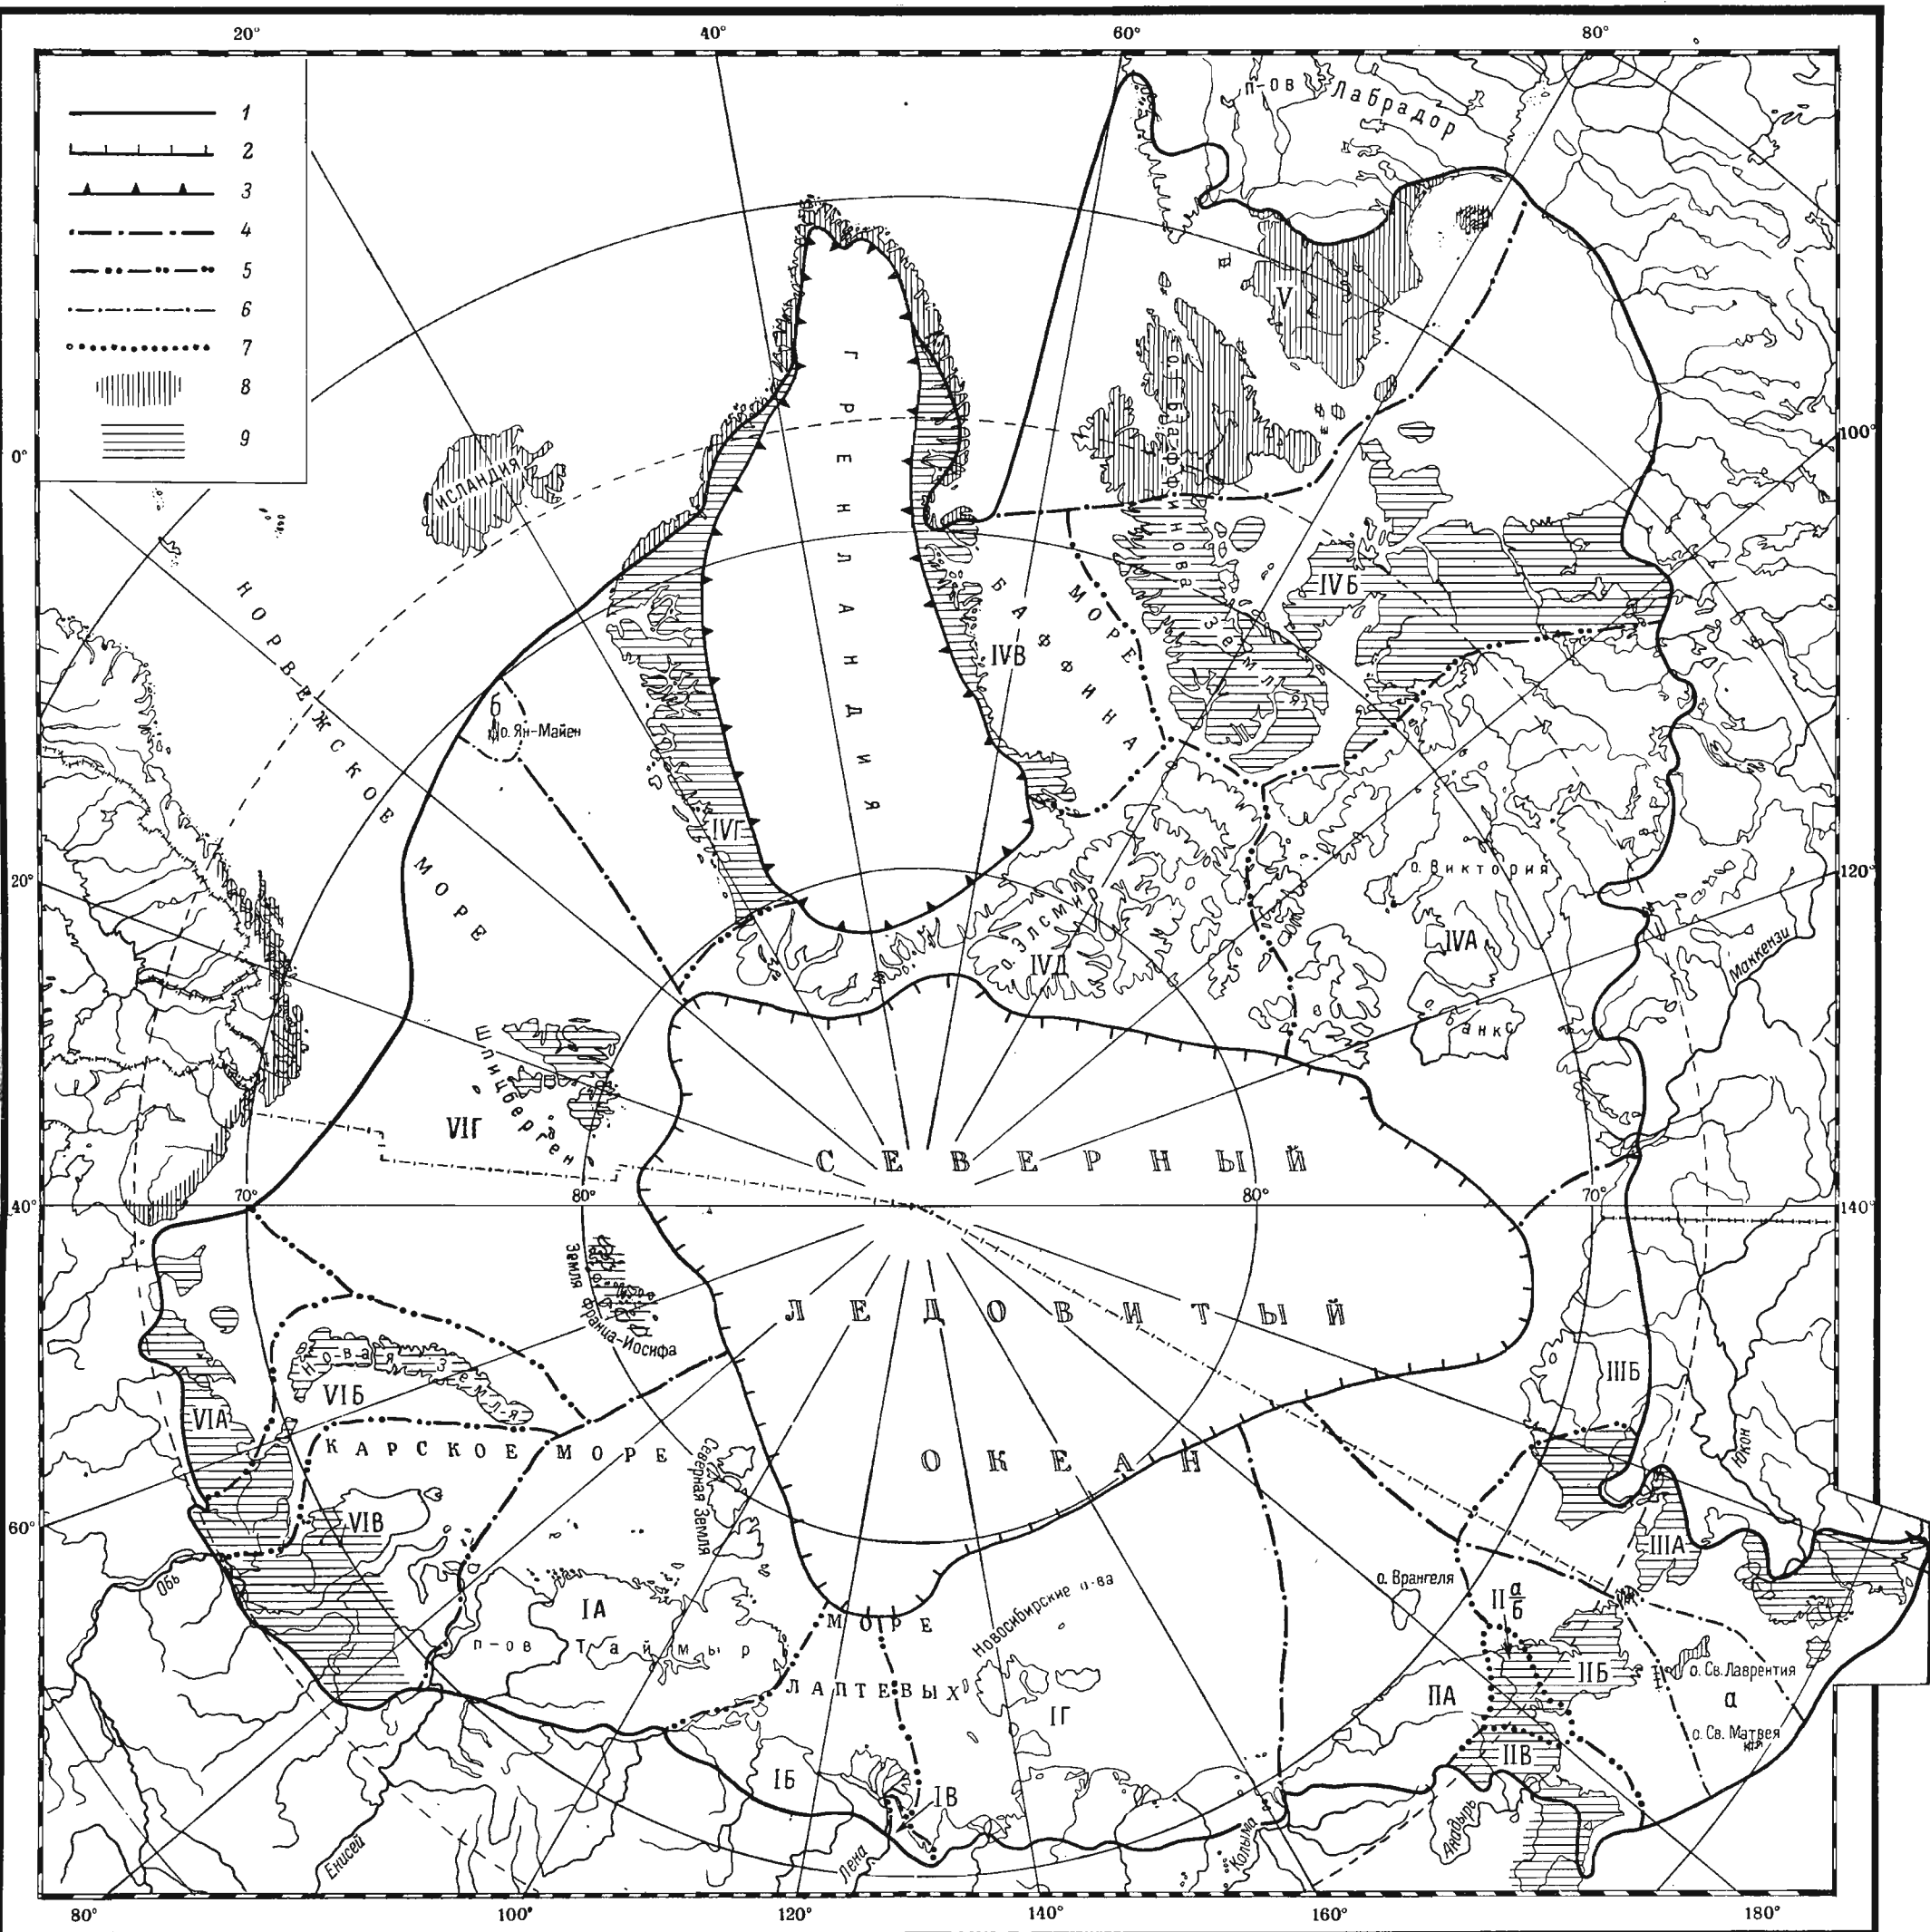 20°
40°
60°
80°
1
2
3
4
5
6
7
8
9
п-ов Лабрадор
V
0°
ИСЛАНДИЯ
ГРЕНЛАНДИЯ
о. Баффинова Земля
100°
МОРЕ БАФФИНА
IVБ
IVВ
НОРВЕЖСКОЕ МОРЕ
б
о. Ян-Майен
IVГ
20°
о. Виктория
120°
о. Элсмир
IVД
IVА
о. Банкс
Маккензи
Шпицберген
VIГ
СЕВЕРНЫЙ
40°
70°
80°
80°
70°
140°
Земля Франца-Иосифа
ЛЕДОВИТЫЙ
Новая Земля
VIБ
VIА
IIIБ
КАРСКОЕ МОРЕ
ОКЕАН
Юкон
Северная Земля
60°
VIВ
IIIА
Обь
о. Врангеля
II а/б
IА
п-ов Таймыр
МОРЕ
Новосибирские о-ва
IIБ
о. Св. Лаврентия
а
ЛАПТЕВЫХ
IГ
IIА
о. Св. Матвея
IIВ
IБ
IВ
Енисей
Лена
Колыма
Анадырь
80°
100°
120°
140°
160°
180°